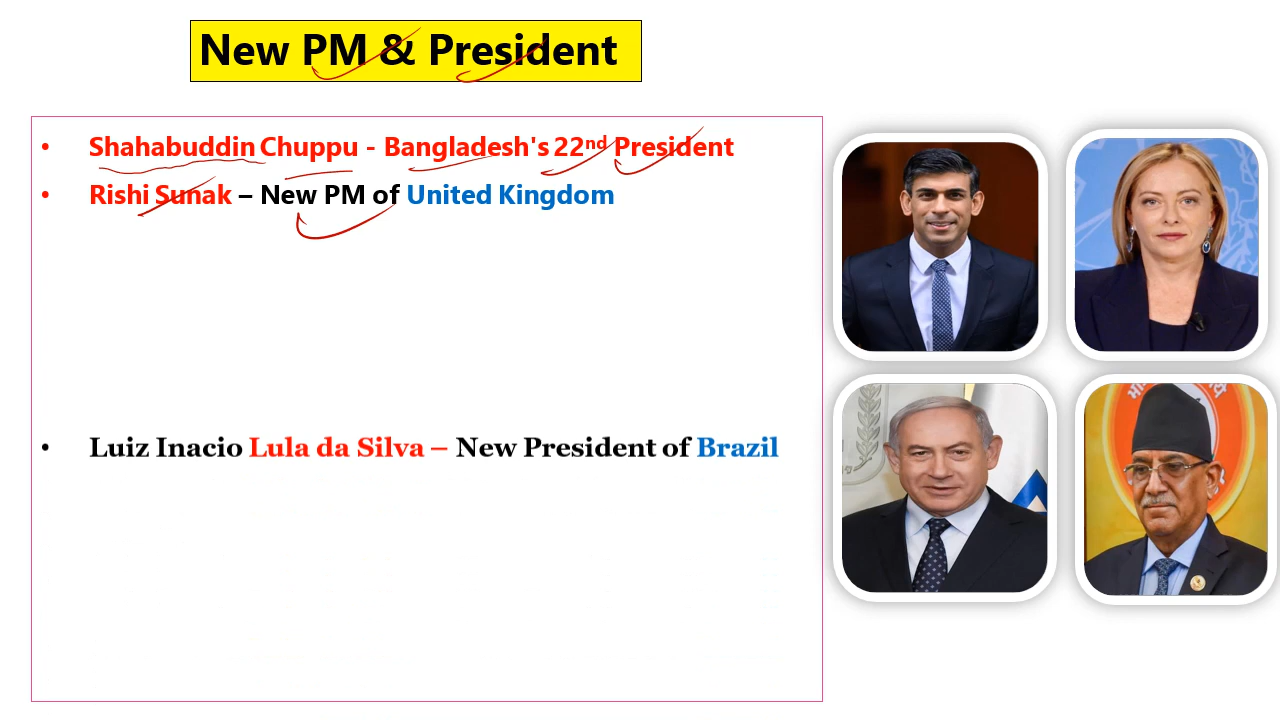 New PM & President
• Shahabuddin Chuppu - Bangladesh's 22nd President
• Rishi Sunak – New PM of United Kingdom
• Luiz Inacio Lula da Silva – New President of Brazil